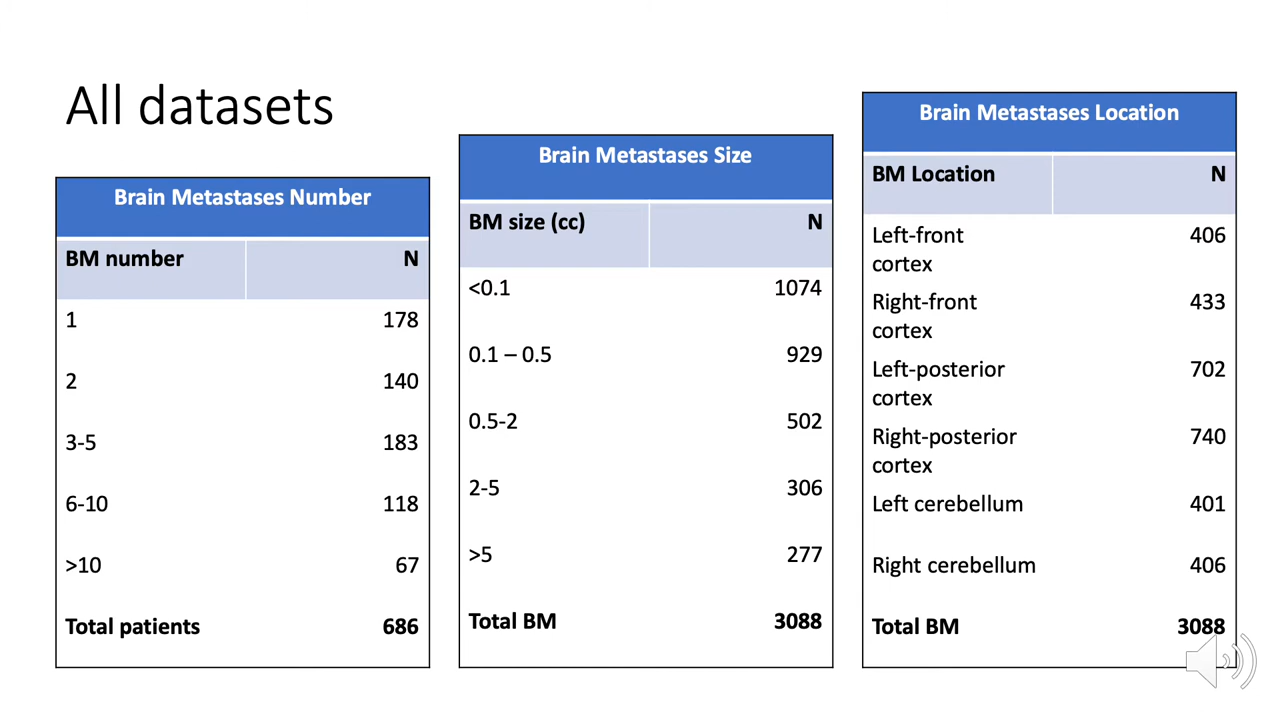 All datasets
Brain Metastases Number
BM number N
1 178
2 140
3-5 183
6-10 118
>10 67
Total patients 686
Brain Metastases Size
BM size (cc) N
<0.1 1074
0.1 – 0.5 929
0.5-2 502
2-5 306
>5 277
Total BM 3088
Brain Metastases Location
BM Location N
Left-front 406
cortex
Right-front 433
cortex
Left-posterior 702
cortex
Right-posterior 740
cortex
Left cerebellum 401
Right cerebellum 406
Total BM 3088